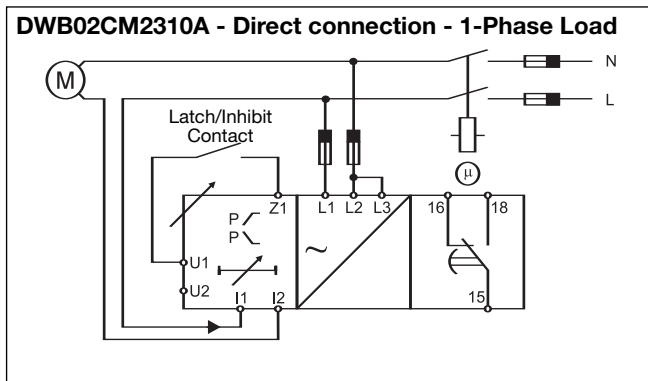 DWB02CM2310A - Direct connection - 1-Phase Load
N
M
L
Latch/Inhibit
Contact
μ
Z1 L1 L2 L3 16 18
P
P
~
U1
U2
I1 I2 15